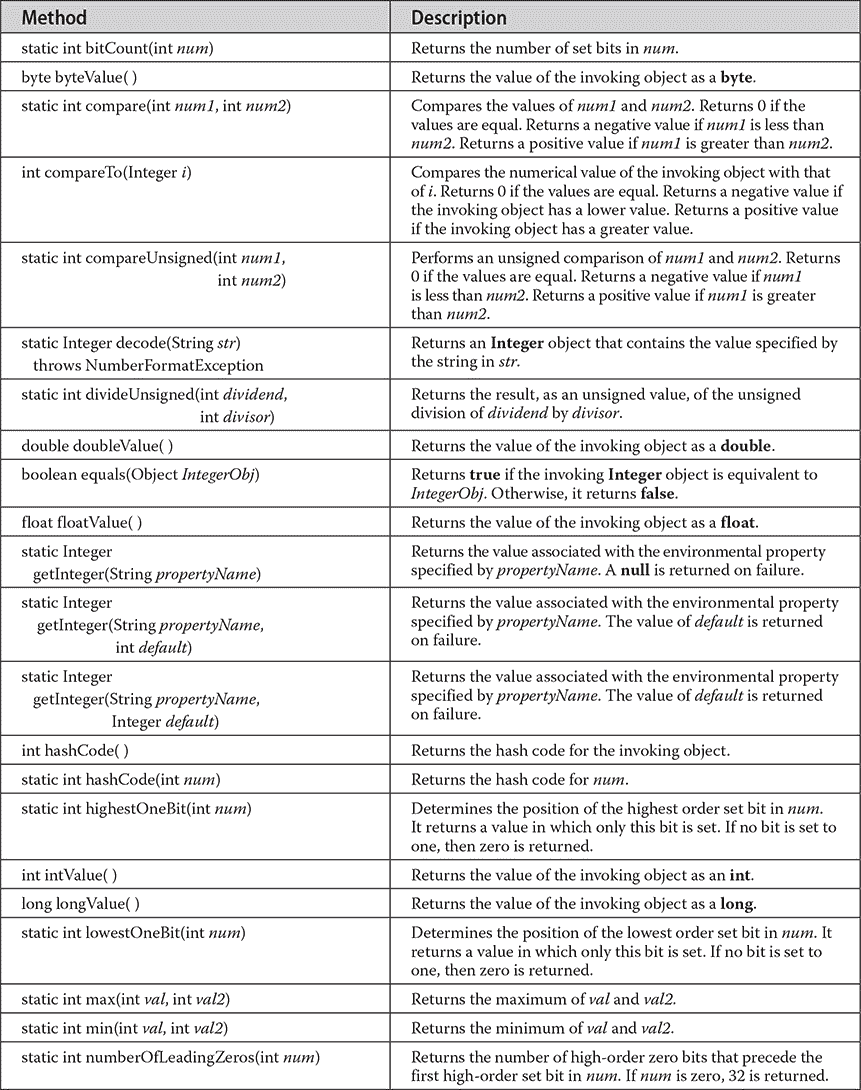 Method Description
static int bitCount(int num) Returns the number of set bits in num.
byte byteValue( ) Returns the value of the invoking object as a byte.
static int compare(int num1, int num2) Compares the values of num1 and num2. Returns 0 if the
values are equal. Returns a negative value if num1 is less than
num2. Returns a positive value if num1 is greater than num2.
int compareTo(Integer i) Compares the numerical value of the invoking object with that
of i. Returns 0 if the values are equal. Returns a negative value if
the invoking object has a lower value. Returns a positive value
if the invoking object has a greater value.
static int compareUnsigned(int num1, Performs an unsigned comparison of num1 and num2. Returns
int num2) 0 if the values are equal. Returns a negative value if num1
is less than num2. Returns a positive value if num1 is greater
than num2.
static Integer decode(String str) Returns an Integer object that contains the value specified by
throws NumberFormatException the string in str.
static int divideUnsigned(int dividend, Returns the result, as an unsigned value, of the unsigned
int divisor) division of dividend by divisor.
double doubleValue( ) Returns the value of the invoking object as a double.
boolean equals(Object IntegerObj) Returns true if the invoking Integer object is equivalent to
IntegerObj. Otherwise, it returns false.
float floatValue( ) Returns the value of the invoking object as a float.
static Integer Returns the value associated with the environmental property
getInteger(String propertyName) specified by propertyName. A null is returned on failure.
static Integer Returns the value associated with the environmental property
getInteger(String propertyName, specified by propertyName. The value of default is returned
int default) on failure.
static Integer Returns the value associated with the environmental property
getInteger(String propertyName, specified by propertyName. The value of default is returned
Integer default) on failure.
int hashCode( ) Returns the hash code for the invoking object.
static int hashCode(int num) Returns the hash code for num.
static int highestOneBit(int num) Determines the position of the highest order set bit in num.
It returns a value in which only this bit is set. If no bit is set to
one, then zero is returned.
int intValue( ) Returns the value of the invoking object as an int.
long longValue( ) Returns the value of the invoking object as a long.
static int lowestOneBit(int num) Determines the position of the lowest order set bit in num. It
returns a value in which only this bit is set. If no bit is set to
one, then zero is returned.
static int max(int val, int val2) Returns the maximum of val and val2.
static int min(int val, int val2) Returns the minimum of val and val2.
static int numberOfLeadingZeros(int num) Returns the number of high-order zero bits that precede the
first high-order set bit in num. If num is zero, 32 is returned.